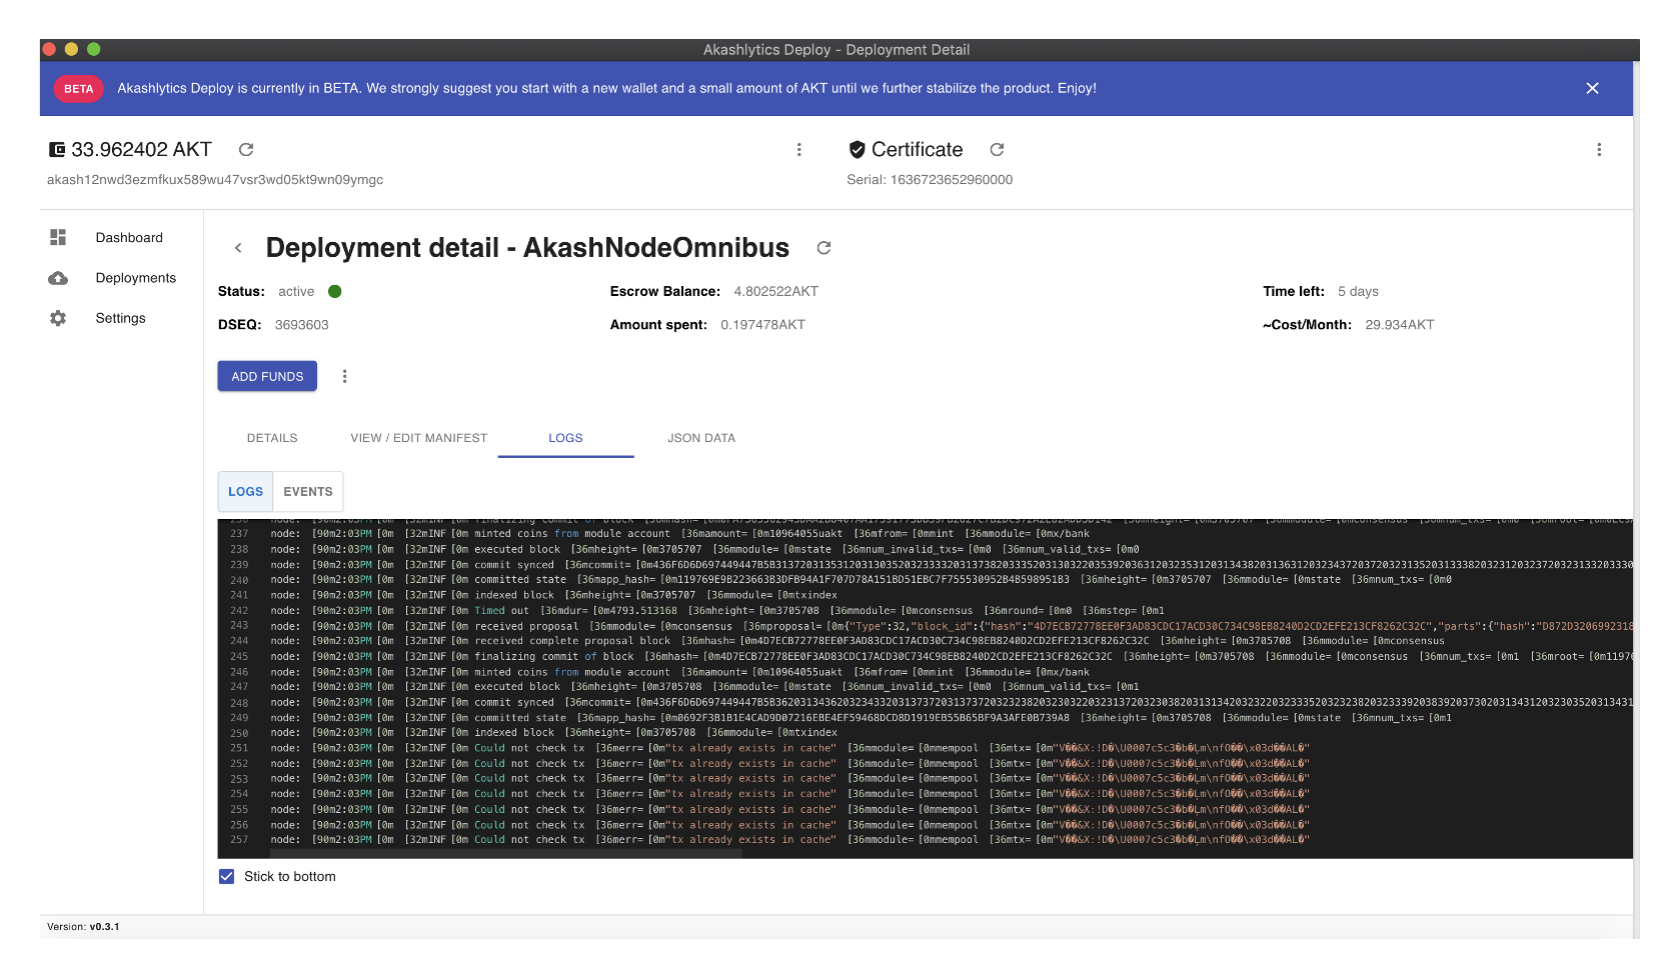 Akashlytics Deploy - Deployment Detail
BETA Akashlytics Deploy is currently in BETA. We strongly suggest you start with a new wallet and a small amount of AKT until we further stabilize the product. Enjoy!
33.962402 AKT
Certificate
akash12nwd3ezmfkux589wu47vsr3wd05kt9wn09ymgc
Serial: 1636723652960000
Dashboard
Deployments
Settings
Deployment detail - AkashNodeOmnibus
Status: active
Escrow Balance: 4.802522AKT
Time left: 5 days
DSEQ: 3693603
Amount spent: 0.197478AKT
~Cost/Month: 29.934AKT
ADD FUNDS
DETAILS VIEW / EDIT MANIFEST LOGS JSON DATA
LOGS EVENTS
237 node: [90m2:03PM [0m [32mINF [0m minted coins from module account [36mamount= [0m10964055uakt [36mfrom= [0mmint [36mmodule= [0mx/bank
238 node: [90m2:03PM [0m [32mINF [0m executed block [36mheight= [0m3705707 [36mmodule= [0mstate [36mnum_invalid_txs= [0m0 [36mnum_valid_txs= [0m0
239 node: [90m2:03PM [0m [32mINF [0m commit synced [36mcommit=
240 node: [90m2:03PM [0m [32mINF [0m committed state [36mapp_hash= [36mheight= [0m3705707 [36mmodule= [0mstate [36mnum_txs= [0m0
241 node: [90m2:03PM [0m [32mINF [0m indexed block [36mheight= [0m3705707 [36mmodule= [0mtxindex
242 node: [90m2:03PM [0m [32mINF [0m Timed out [36mdur= [0m4793.513168 [36mheight= [0m3705708 [36mmodule= [0mconsensus [36mround= [0m0 [36mstep= [0m1
243 node: [90m2:03PM [0m [32mINF [0m received proposal [36mmodule= [0mconsensus [36mproposal= [0m{"Type":32,"block_id":{"hash":"4D7ECB72778EE0F3AD83CDC17ACD30C734C98EB8240D2CD2EFE213CF8262C32C","parts":{"hash":"D872D3206992318
244 node: [90m2:03PM [0m [32mINF [0m received complete proposal block [36mhash= [0m4D7ECB72778EE0F3AD83CDC17ACD30C734C98EB8240D2CD2EFE213CF8262C32C [36mheight= [0m3705708 [36mmodule= [0mconsensus
245 node: [90m2:03PM [0m [32mINF [0m finalizing commit of block [36mhash= [0m4D7ECB72778EE0F3AD83CDC17ACD30C734C98EB8240D2CD2EFE213CF8262C32C [36mheight= [0m3705708 [36mmodule= [0mconsensus [36mnum_txs= [0m1 [36mroot= [0m11976
246 node: [90m2:03PM [0m [32mINF [0m minted coins from module account [36mamount= [0m10964055uakt [36mfrom= [0mmint [36mmodule= [0mx/bank
247 node: [90m2:03PM [0m [32mINF [0m executed block [36mheight= [0m3705708 [36mmodule= [0mstate [36mnum_invalid_txs= [0m0 [36mnum_valid_txs= [0m1
248 node: [90m2:03PM [0m [32mINF [0m commit synced [36mcommit=
249 node: [90m2:03PM [0m [32mINF [0m committed state [36mapp_hash= [36mheight= [0m3705708 [36mmodule= [0mstate [36mnum_txs= [0m1
250 node: [90m2:03PM [0m [32mINF [0m indexed block [36mheight= [0m3705708 [36mmodule= [0mtxindex
251 node: [90m2:03PM [0m [32mINF [0m Could not check tx [36merr= [0m"tx already exists in cache" [36mmodule= [0mmempool [36mtx=
252 node: [90m2:03PM [0m [32mINF [0m Could not check tx [36merr= [0m"tx already exists in cache" [36mmodule= [0mmempool [36mtx=
253 node: [90m2:03PM [0m [32mINF [0m Could not check tx [36merr= [0m"tx already exists in cache" [36mmodule= [0mmempool [36mtx=
254 node: [90m2:03PM [0m [32mINF [0m Could not check tx [36merr= [0m"tx already exists in cache" [36mmodule= [0mmempool [36mtx=
255 node: [90m2:03PM [0m [32mINF [0m Could not check tx [36merr= [0m"tx already exists in cache" [36mmodule= [0mmempool [36mtx=
256 node: [90m2:03PM [0m [32mINF [0m Could not check tx [36merr= [0m"tx already exists in cache" [36mmodule= [0mmempool [36mtx=
257 node: [90m2:03PM [0m [32mINF [0m Could not check tx [36merr= [0m"tx already exists in cache" [36mmodule= [0mmempool [36mtx=
Stick to bottom
Version: v0.3.1